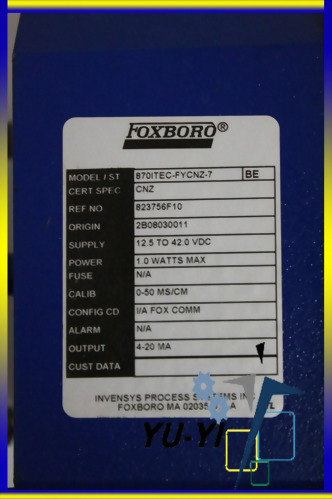 FOXBORO®
MODEL / ST 870ITEC-FYCNZ-7 BE
CERT SPEC CNZ
REF NO 823756F10
ORIGIN 2B08030011
SUPPLY 12.5 TO 42.0 VDC
POWER 1.0 WATTS MAX
FUSE N/A
CALIB 0-50 MS/CM
CONFIG CD I/A FOX COMM
ALARM N/A
OUTPUT 4-20 MA
CUST DATA
INVENSYS PROCESS SYSTEMS INC
FOXBORO MA 02035
YU-YI